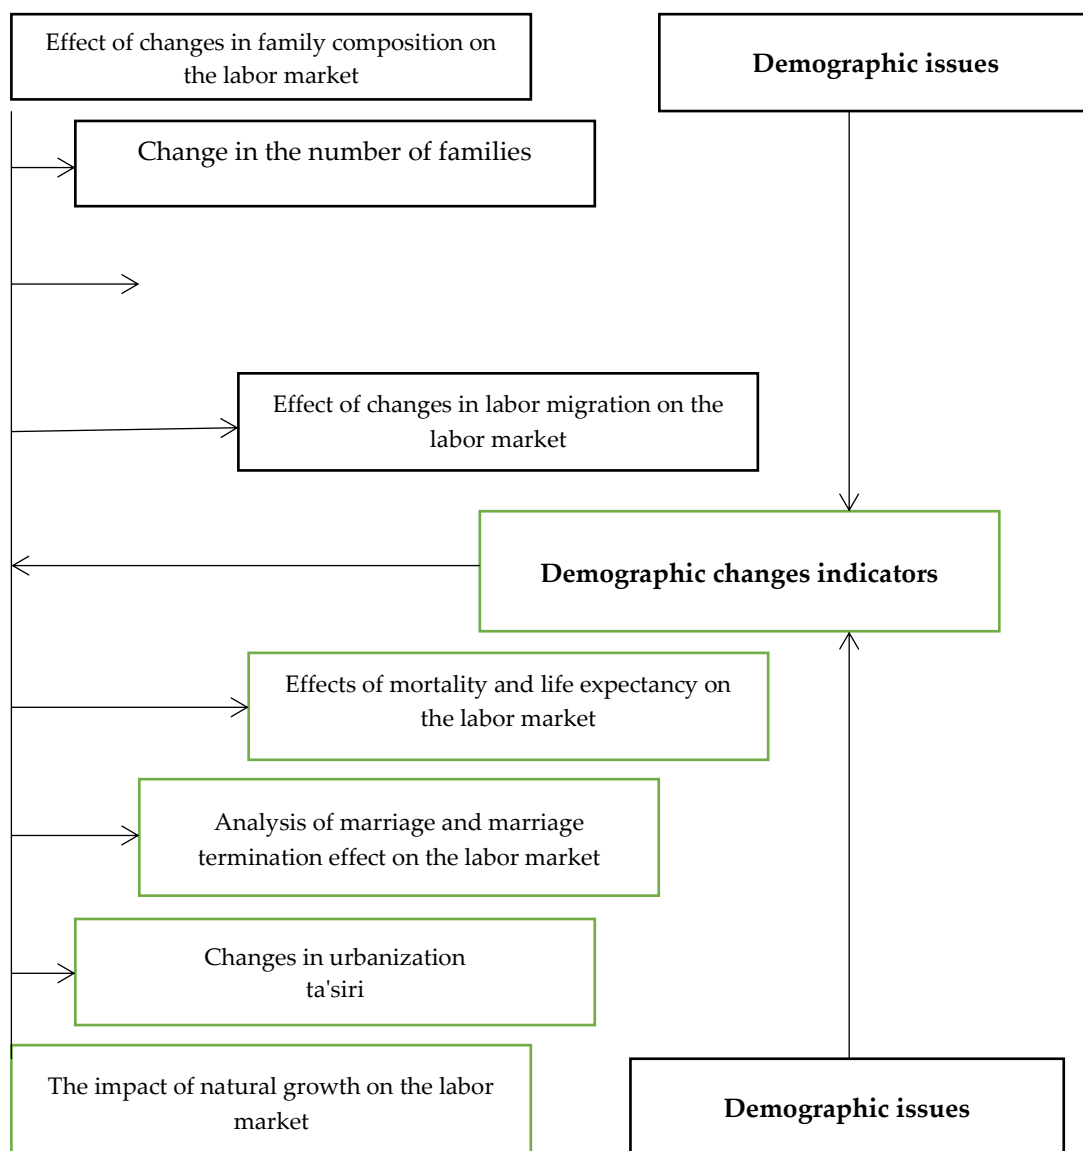 Effect of changes in family composition on
the labor market
Demographic issues
Change in the number of families
Effect of changes in labor migration on the
labor market
Demographic changes indicators
Effects of mortality and life expectancy on
the labor market
Analysis of marriage and marriage
termination effect on the labor market
Changes in urbanization
ta'siri
The impact of natural growth on the labor
market
Demographic issues